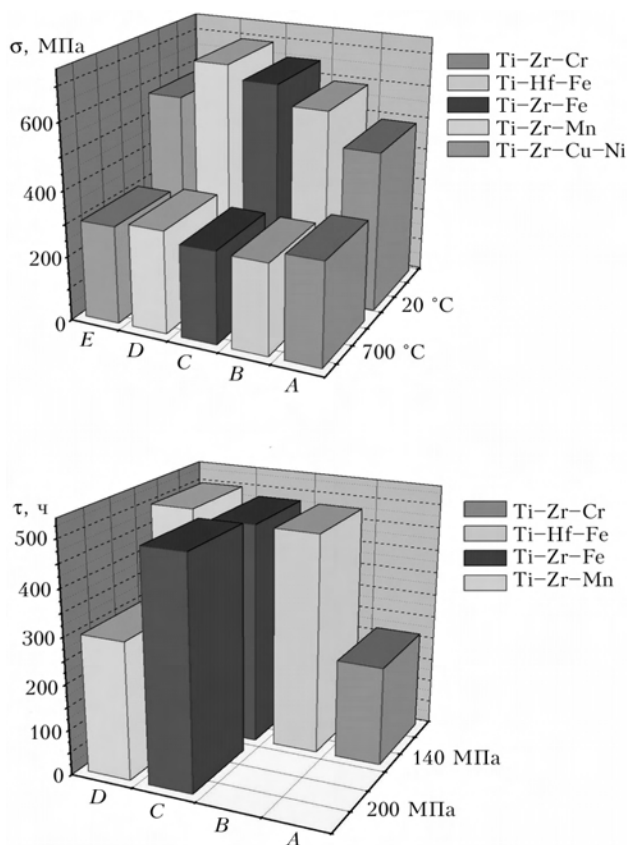 σ, МПа
600
400
200
0
E
D
C
B
A
20 °C
700 °C
Ti–Zr–Cr
Ti–Hf–Fe
Ti–Zr–Fe
Ti–Zr–Mn
Ti–Zr–Cu–Ni
τ, ч
500
400
300
200
100
0
D
C
B
A
140 МПа
200 МПа
Ti–Zr–Cr
Ti–Hf–Fe
Ti–Zr–Fe
Ti–Zr–Mn